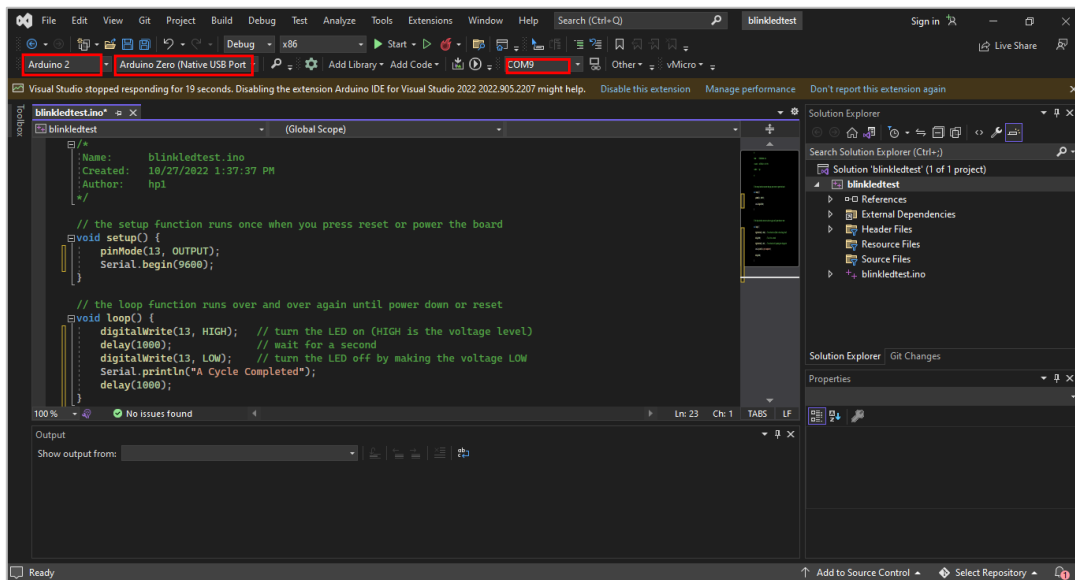 File Edit View Git Project Build Debug Test Analyze Tools Extensions Window Help Search (Ctrl+Q) blinkledtest Sign in
Debug x86 Start Live Share
Arduino 2 Arduino Zero (Native USB Port Add Library Add Code COM9 Other vMicro
Visual Studio stopped responding for 19 seconds. Disabling the extension Arduino IDE for Visual Studio 2022 2022.905.2207 might help. Disable this extension Manage performance Don't report this extension again
Toolbox
blinkledtest.ino*
blinkledtest (Global Scope)
/*
Name: blinkledtest.ino
Created: 10/27/2022 1:37:37 PM
Author: hp1
*/
// the setup function runs once when you press reset or power the board
void setup() {
pinMode(13, OUTPUT);
Serial.begin(9600);
}
// the loop function runs over and over again until power down or reset
void loop() {
digitalWrite(13, HIGH); // turn the LED on (HIGH is the voltage level)
delay(1000); // wait for a second
digitalWrite(13, LOW); // turn the LED off by making the voltage LOW
Serial.println("A Cycle Completed");
delay(1000);
}
100 % No issues found Ln: 23 Ch: 1 TABS LF
Output
Show output from:
Solution Explorer
Search Solution Explorer (Ctrl+;)
Solution 'blinkledtest' (1 of 1 project)
blinkledtest
References
External Dependencies
Header Files
Resource Files
Source Files
blinkledtest.ino
Solution Explorer Git Changes
Properties
Ready Add to Source Control Select Repository 1